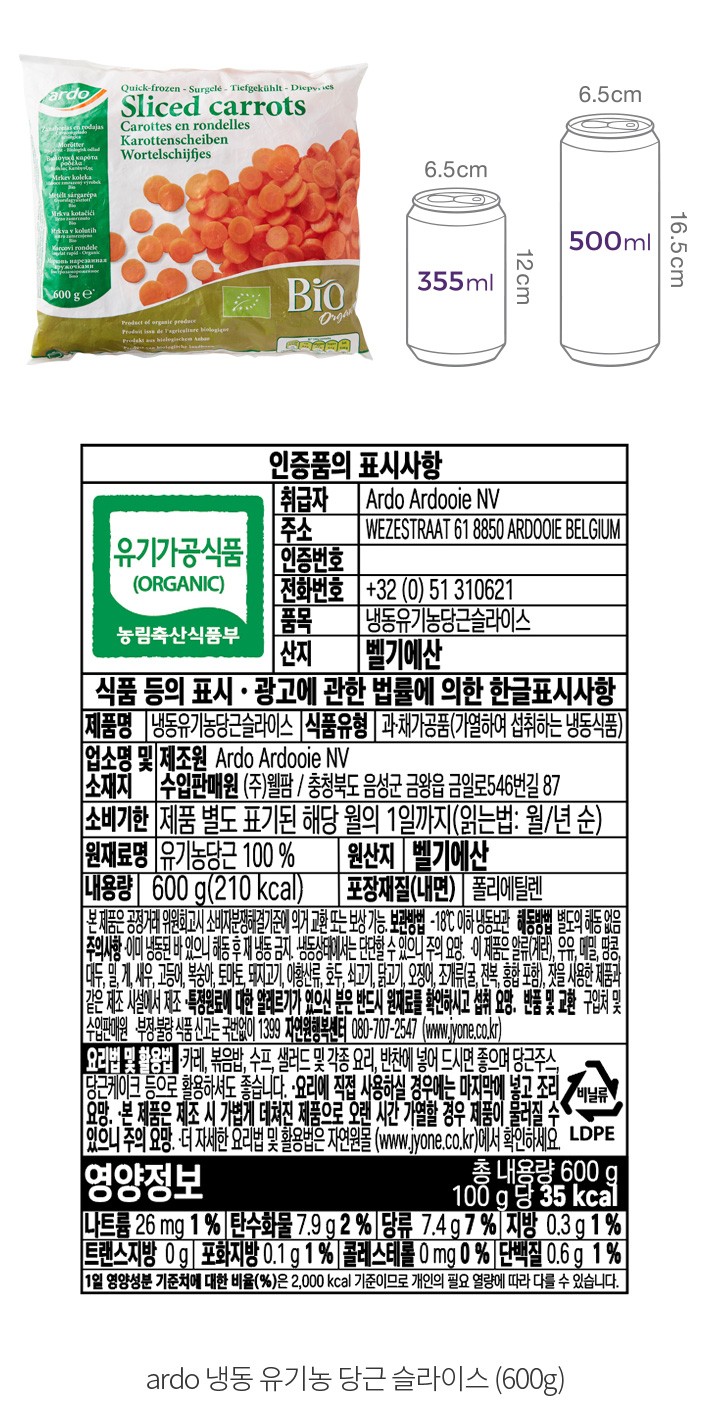 ardo
Quick-frozen - Surgelé - Tiefgekühlt - Diepvries
Sliced carrots
Carottes en rondelles
Karottenscheiben
Wortelschijfjes
600 g e
Bio
Organic
Product of organic produce
Produit issu de l'agriculture biologique
6.5cm
355ml
12cm
6.5cm
500ml
16.5cm
인증품의 표시사항
유기가공식품
(ORGANIC)
농림축산식품부
취급자 Ardo Ardooie NV
주소 WEZESTRAAT 61 8850 ARDOOIE BELGIUM
인증번호
전화번호 +32 (0) 51 310621
품목 냉동유기농당근슬라이스
산지 벨기에산
식품 등의 표시·광고에 관한 법률에 의한 한글표시사항
제품명 냉동유기농당근슬라이스 식품유형 과·채가공품(가열하여 섭취하는 냉동식품)
업소명 및 제조원 Ardo Ardooie NV
소재지 수입판매원 (주)웰팜 / 충청북도 음성군 금왕읍 금일로546번길 87
소비기한 제품 별도 표기된 해당 월의 1일까지(읽는법: 월/년 순)
원재료명 유기농당근 100 % 원산지 벨기에산
내용량 600 g(210 kcal) 포장재질(내면) 폴리에틸렌
·본 제품은 공정거래 위원회고시 소비자분쟁해결기준에 의거 교환 또는 보상 가능. 보관방법 -18℃ 이하 냉동보관 해동방법 별도의 해동 없음
주의사항 ·이미 냉동된 바 있으니 해동 후 재 냉동 금지. ·냉동상태에서는 단단할 수 있으니 주의 요망. ·이 제품은 알류(계란), 우유, 메밀, 땅콩,
대두, 밀, 게, 새우, 고등어, 복숭아, 토마토, 돼지고기, 아황산류, 호두, 쇠고기, 닭고기, 오징어, 조개류(굴, 전복, 홍합 포함), 잣을 사용한 제품과
같은 제조 시설에서 제조 ·특정원료에 대한 알레르기가 있으신 분은 반드시 원재료를 확인하시고 섭취 요망. 반품 및 교환 구입처 및
수입판매원 ·부정·불량 식품 신고는 국번없이 1399 자연원행복센터 080-707-2547 (www.jyone.co.kr)
요리법 및 활용법 ·카레, 볶음밥, 수프, 샐러드 및 각종 요리, 반찬에 넣어 드시면 좋으며 당근주스,
당근케이크 등으로 활용하셔도 좋습니다. ·요리에 직접 사용하실 경우에는 마지막에 넣고 조리
요망. ·본 제품은 제조 시 가볍게 데쳐진 제품으로 오랜 시간 가열할 경우 제품이 물러질 수
있으니 주의 요망. ·더 자세한 요리법 및 활용법은 자연원몰 (www.jyone.co.kr)에서 확인하세요.
비닐류
LDPE
영양정보
총 내용량 600 g
100 g 당 35 kcal
나트륨 26 mg 1 % 탄수화물 7.9 g 2 % 당류 7.4 g 7 % 지방 0.3 g 1 %
트랜스지방 0 g 포화지방 0.1 g 1 % 콜레스테롤 0 mg 0 % 단백질 0.6 g 1 %
1일 영양성분 기준치에 대한 비율(%)은 2,000 kcal 기준이므로 개인의 필요 열량에 따라 다를 수 있습니다.
ardo 냉동 유기농 당근 슬라이스 (600g)